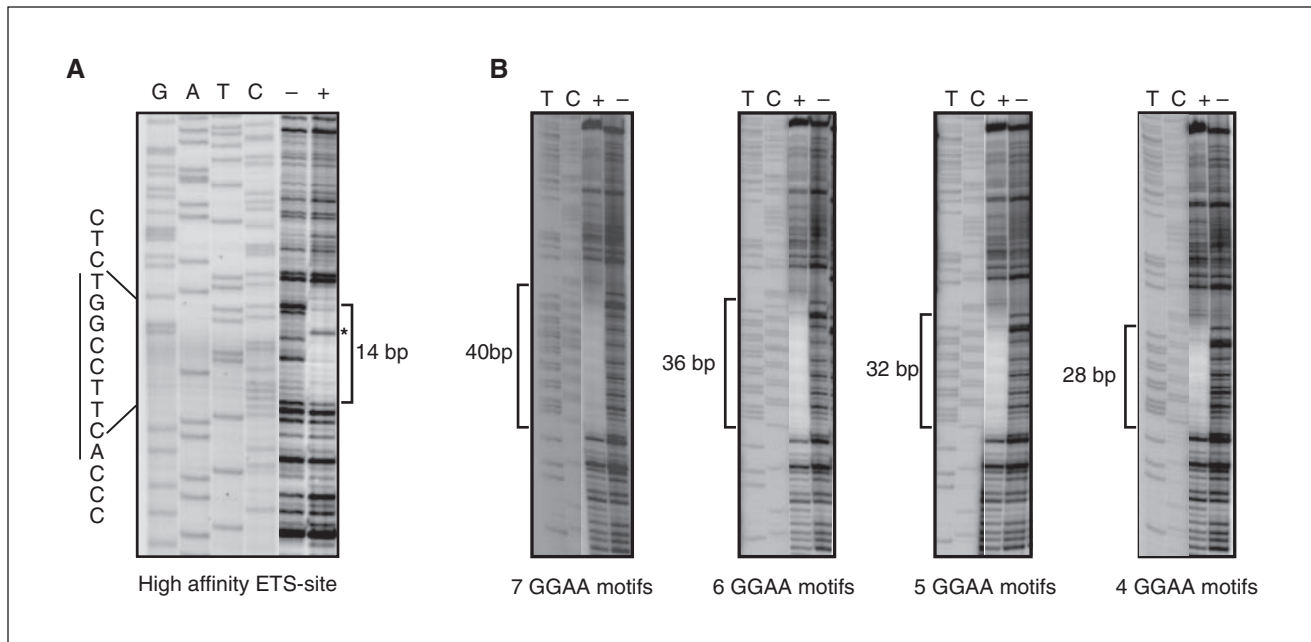 A
G A T C – +
C
T
C
T
G
G
C
C
T
T
C
A
C
C
C
*
14 bp
High affinity ETS-site
B
T C + –
40bp
7 GGAA motifs
T C + –
36 bp
6 GGAA motifs
T C + –
32 bp
5 GGAA motifs
T C + –
28 bp
4 GGAA motifs